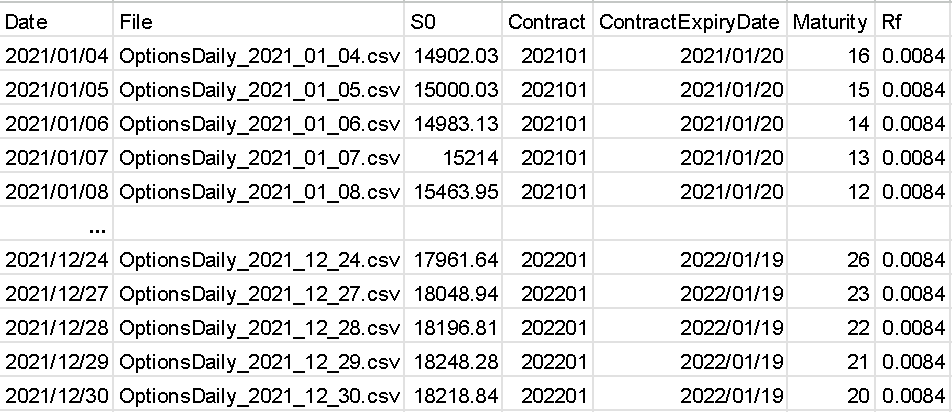 Date File S0 Contract ContractExpiryDate Maturity Rf
2021/01/04 OptionsDaily_2021_01_04.csv 14902.03 202101 2021/01/20 16 0.0084
2021/01/05 OptionsDaily_2021_01_05.csv 15000.03 202101 2021/01/20 15 0.0084
2021/01/06 OptionsDaily_2021_01_06.csv 14983.13 202101 2021/01/20 14 0.0084
2021/01/07 OptionsDaily_2021_01_07.csv 15214 202101 2021/01/20 13 0.0084
2021/01/08 OptionsDaily_2021_01_08.csv 15463.95 202101 2021/01/20 12 0.0084
...
2021/12/24 OptionsDaily_2021_12_24.csv 17961.64 202201 2022/01/19 26 0.0084
2021/12/27 OptionsDaily_2021_12_27.csv 18048.94 202201 2022/01/19 23 0.0084
2021/12/28 OptionsDaily_2021_12_28.csv 18196.81 202201 2022/01/19 22 0.0084
2021/12/29 OptionsDaily_2021_12_29.csv 18248.28 202201 2022/01/19 21 0.0084
2021/12/30 OptionsDaily_2021_12_30.csv 18218.84 202201 2022/01/19 20 0.0084